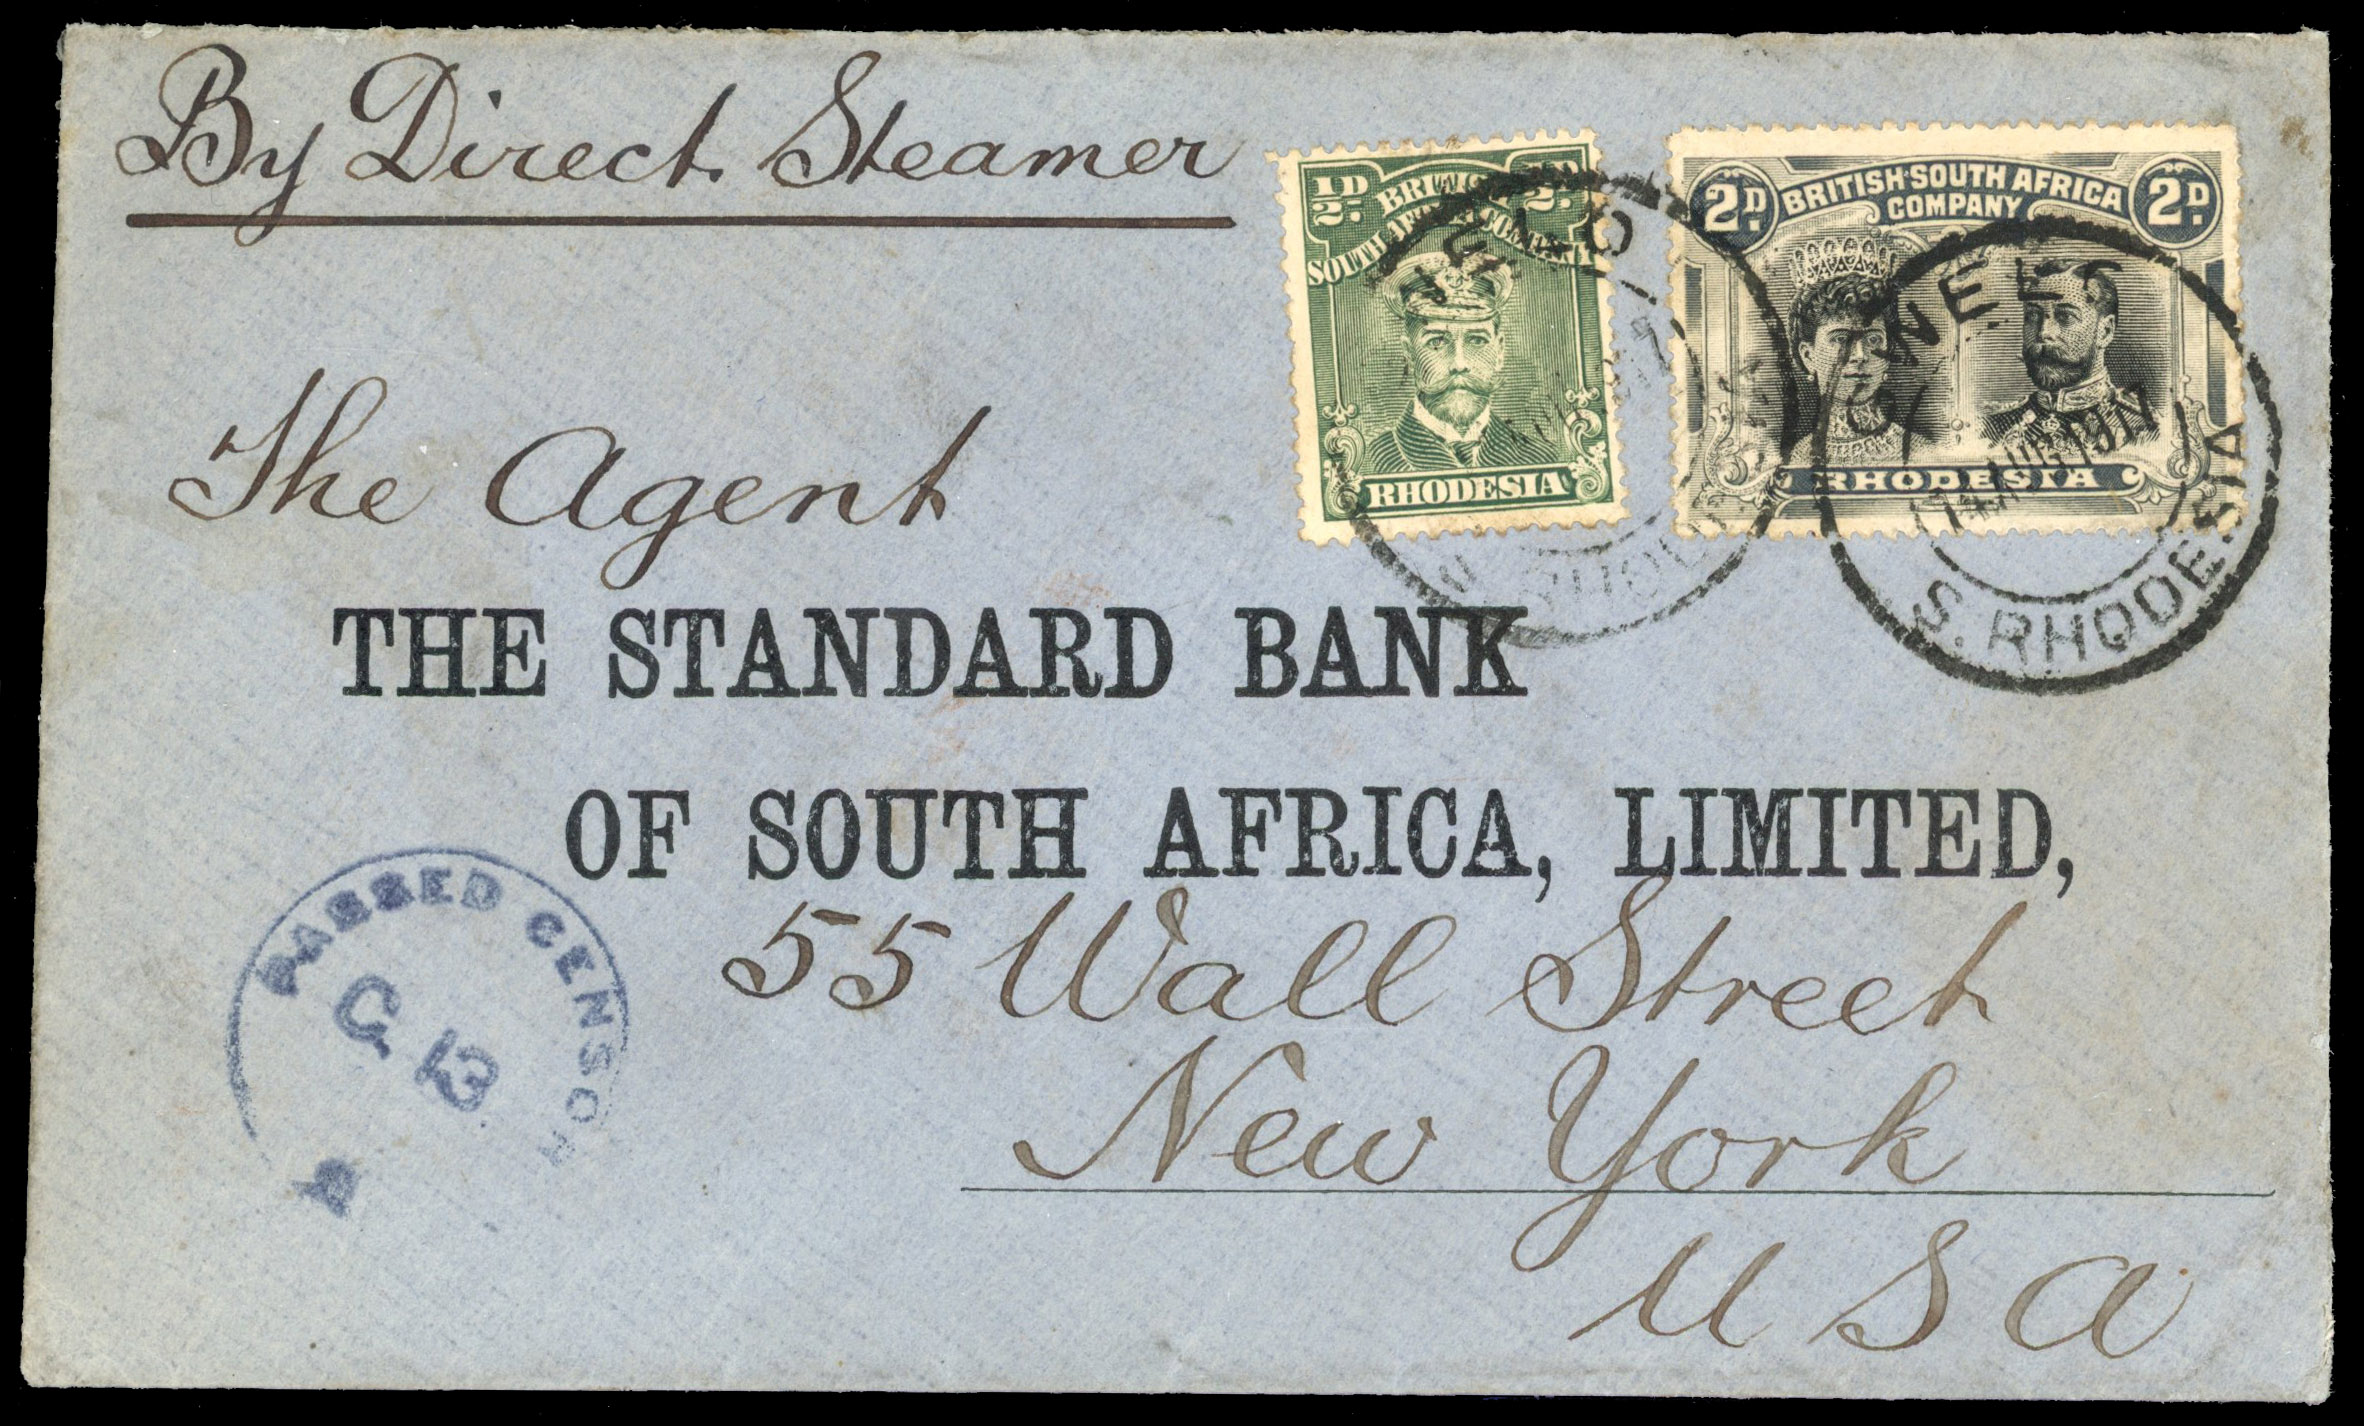 By Direct Steamer
½D
BRITISH
½D.
SOUTH AFRICA COMPANY
RHODESIA
2D.
BRITISH SOUTH AFRICA
COMPANY
2D.
RHODESIA
GWELO
S. RHODESIA
The Agent
THE STANDARD BANK
OF SOUTH AFRICA, LIMITED,
55 Wall Street
New York
U S A
PASSED CENSOR
C 13